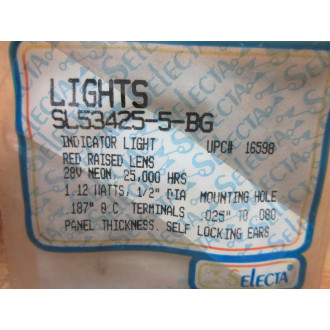 LIGHTS
SL53425-5-BG
INDICATOR LIGHT UPC# 16598
RED RAISED LENS
28V NEON, 25,000 HRS
1.12 WATTS, 1/2" DIA MOUNTING HOLE
.187" Q.C. TERMINALS .025" TO .080
PANEL THICKNESS, SELF LOCKING EARS
SELECTA